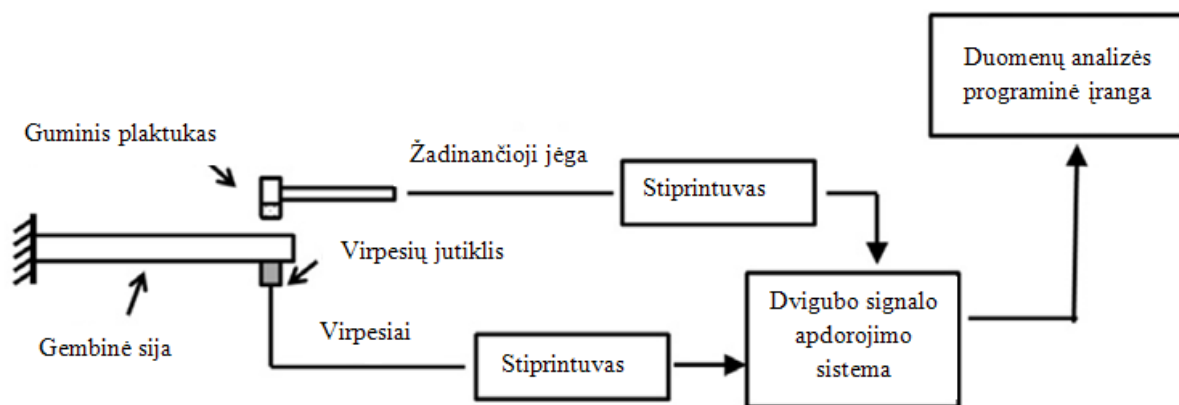 Duomenų analizės
programinė įranga
Guminis plaktukas
Žadinančioji jėga
Stiprintuvas
Virpesių jutiklis
Dvigubo signalo
apdorojimo
sistema
Virpesiai
Gembinė sija
Stiprintuvas